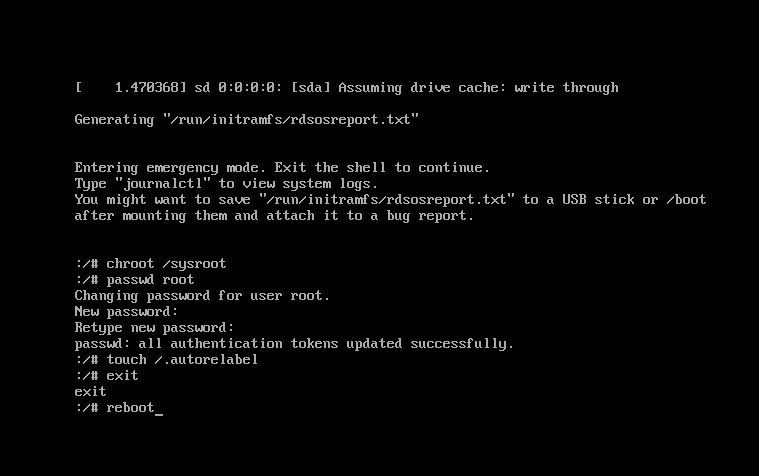 [    1.470368] sd 0:0:0:0: [sda] Assuming drive cache: write through
Generating "/run/initramfs/rdsosreport.txt"
Entering emergency mode. Exit the shell to continue.
Type "journalctl" to view system logs.
You might want to save "/run/initramfs/rdsosreport.txt" to a USB stick or /boot
after mounting them and attach it to a bug report.
:/# chroot /sysroot
:/# passwd root
Changing password for user root.
New password:
Retype new password:
passwd: all authentication tokens updated successfully.
:/# touch /.autorelabel
:/# exit
exit
:/# reboot_